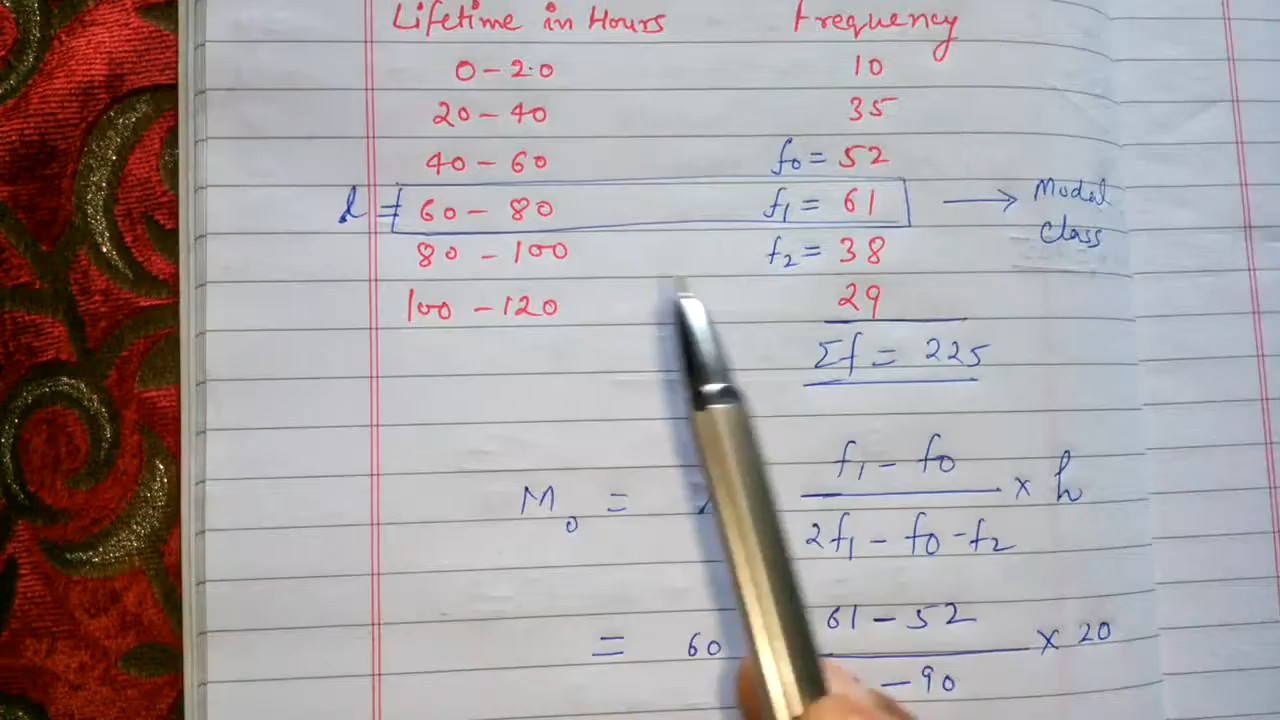 Lifetime in Hours Frequency
0-20 10
20-40 35
40-60 f0 = 52
l = 60-80 f1 = 61 → Modal class
80-100 f2 = 38
100-120 29
Σf = 225
M0 = f1 - f0 / 2f1 - f0 - f2 × h
= 60 61 - 52 / - 90 × 20